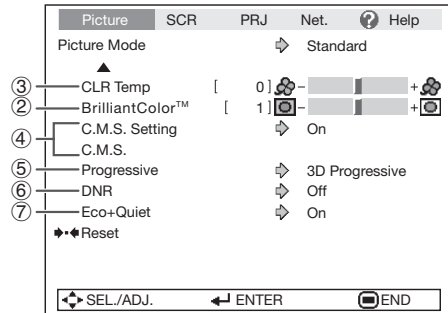 Picture SCR PRJ Net. ? Help
Picture Mode Standard
③ CLR Temp [ 0] - +
② BrilliantColor™ [ 1] - +
④ C.M.S. Setting On
C.M.S.
⑤ Progressive 3D Progressive
⑥ DNR Off
⑦ Eco+Quiet On
Reset
SEL./ADJ. ENTER END